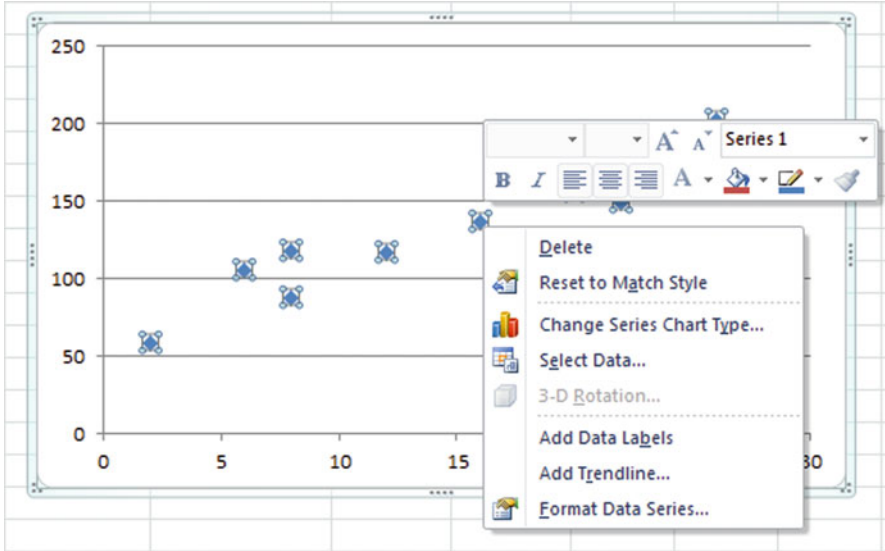 250
200
150
100
50
0
0 5 10 15 30
A A Series 1
B I A
Delete
Reset to Match Style
Change Series Chart Type...
Select Data...
3-D Rotation...
Add Data Labels
Add Trendline...
Format Data Series...